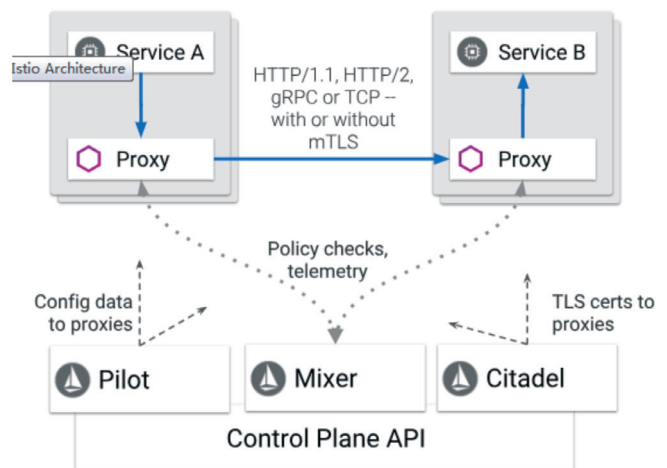 Service A
Istio Architecture
HTTP/1.1, HTTP/2,
gRPC or TCP --
with or without
mTLS
Service B
Proxy
Proxy
Policy checks,
telemetry
Config data
to proxies
TLS certs to
proxies
Pilot
Mixer
Citadel
Control Plane API